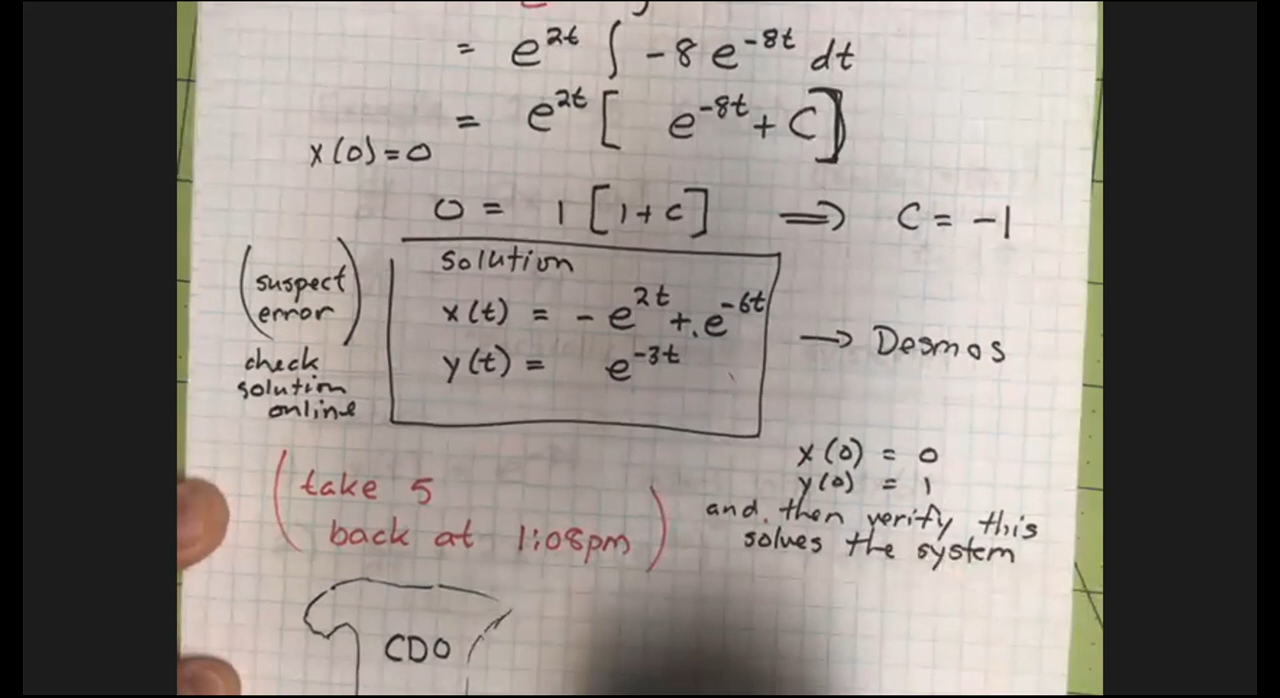 = e^{2t} ∫ -8 e^{-8t} dt
= e^{2t} [ e^{-8t} + C ]
x(0) = 0
0 = 1 [1 + c] ⟹ C = -1
(suspect error)
check
solution
online
solution
x(t) = - e^{2t} + e^{-6t}
y(t) = e^{-3t}
→ Desmos
x(0) = 0
y(0) = 1
and then verify this
solves the system
(take 5
back at 1:08pm)
CDO